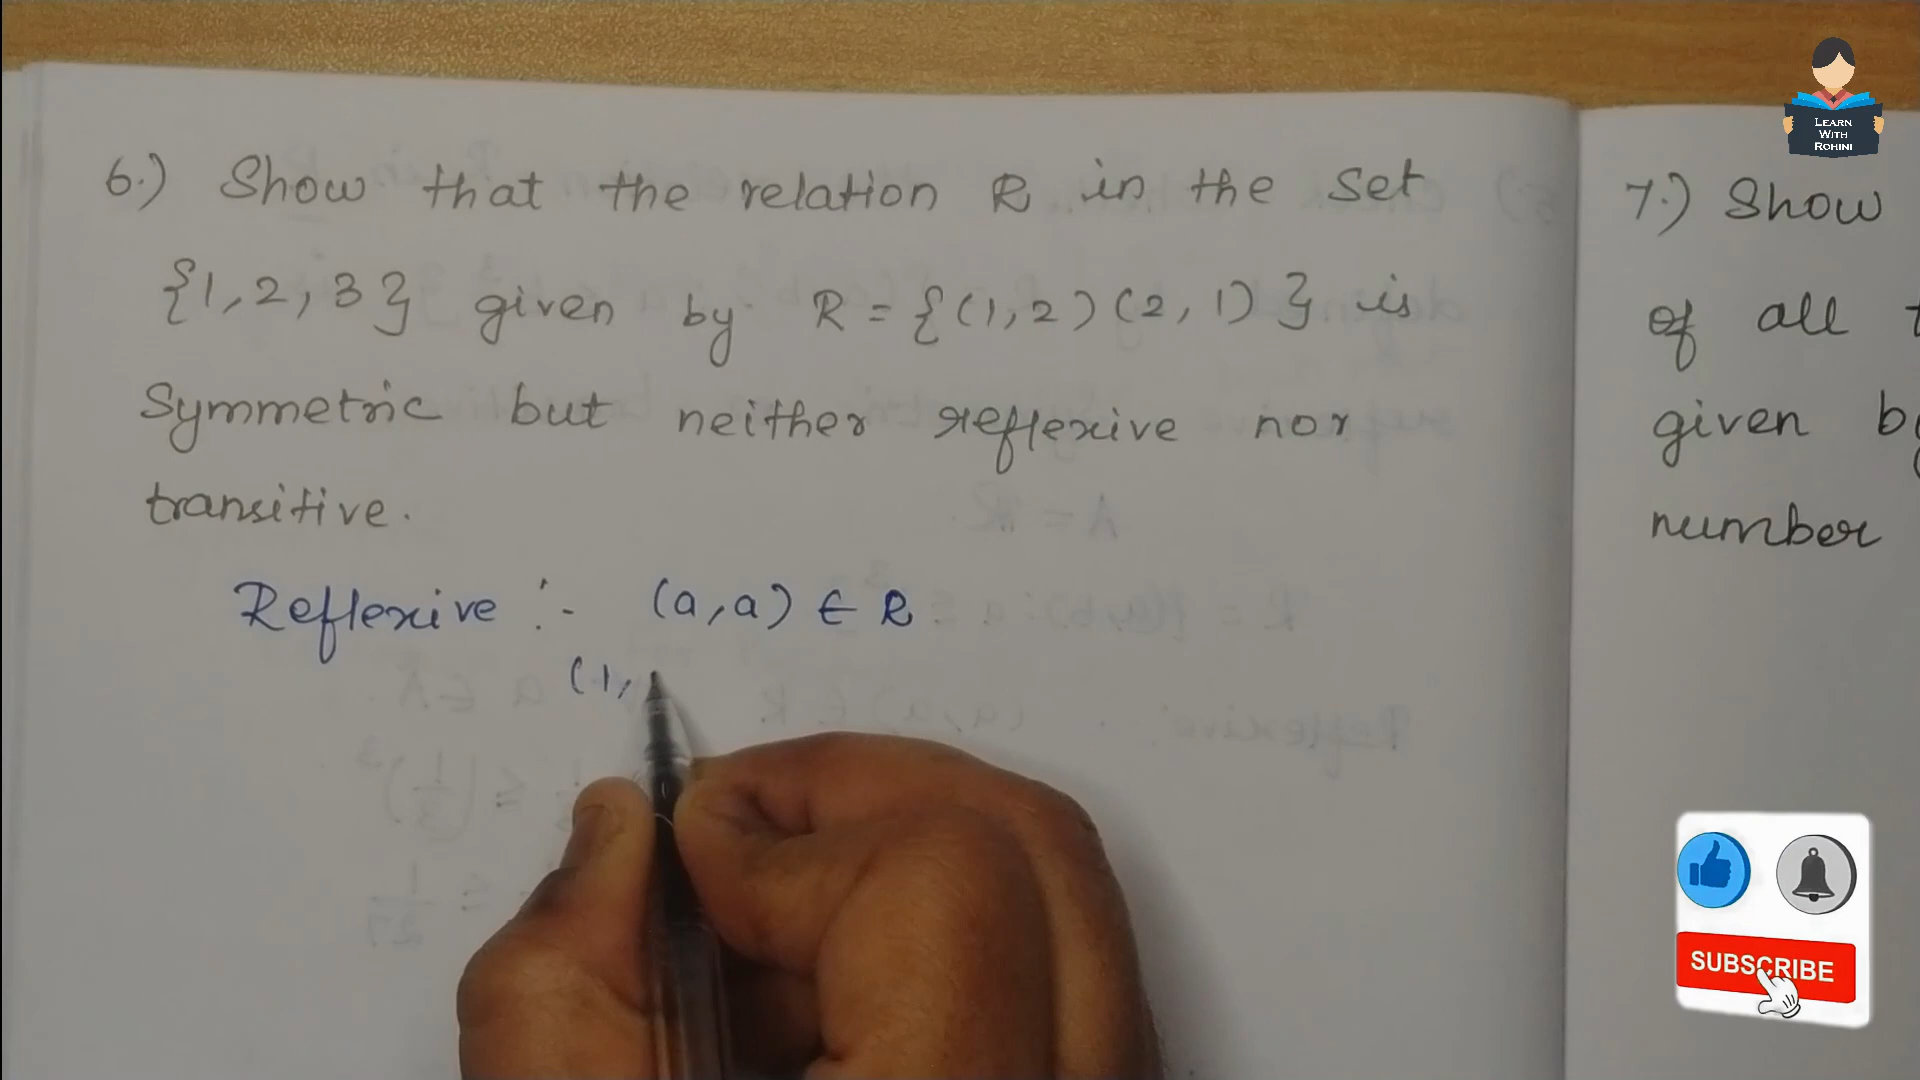 6.) Show that the relation R in the set
{1, 2, 3} given by R = {(1, 2) (2, 1)} is
Symmetric but neither reflexive nor
transitive.
Reflexive :- (a, a) ∈ R
(1,
7.) Show
of all t
given b
number
LEARN
WITH
ROHINI
SUBSCRIBE